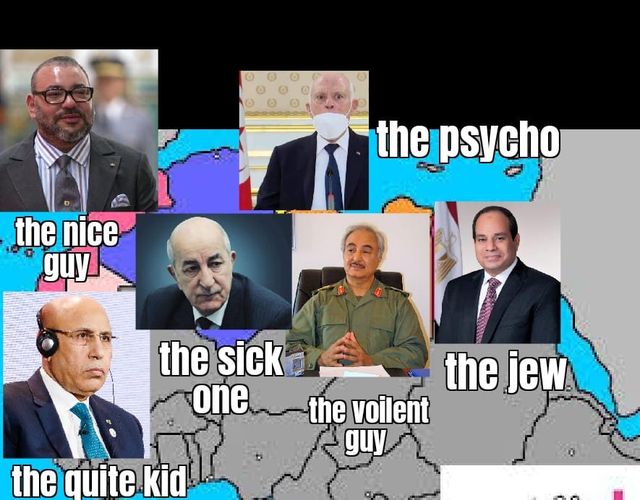 the psycho
the nice
guy
the sick
one
the jew
the voilent
guy
the quite kid